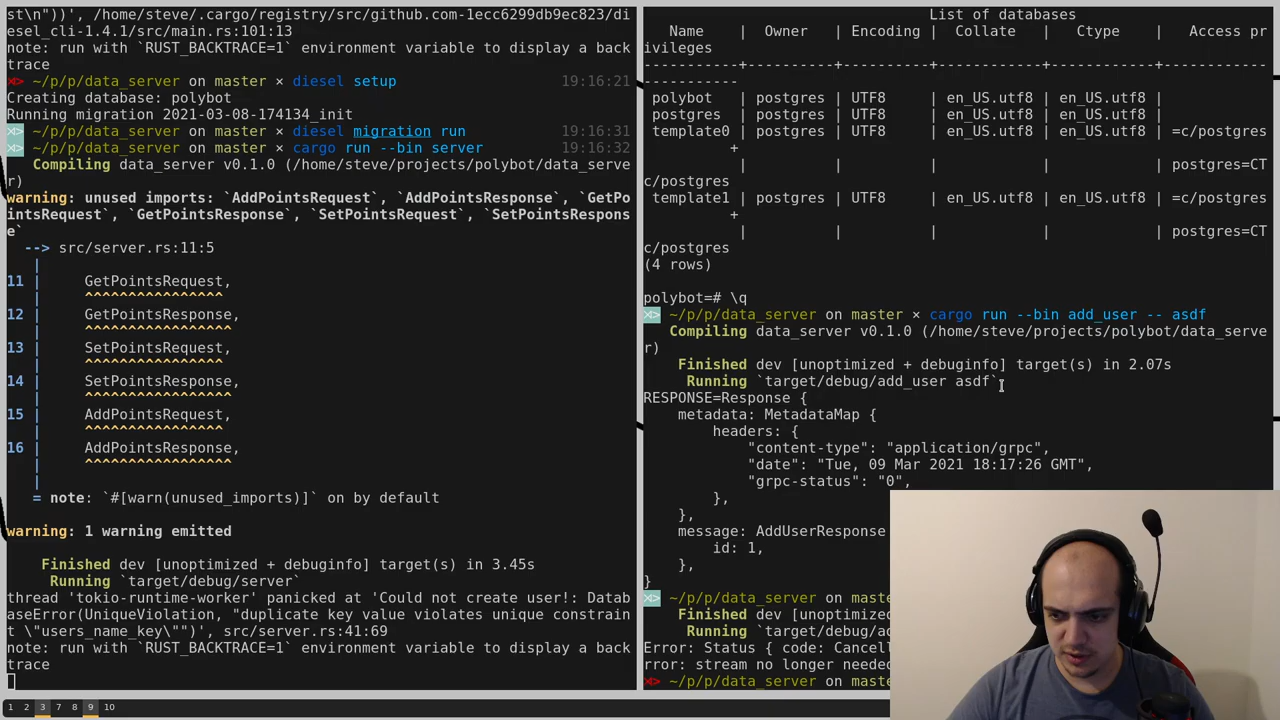 st\n"))', /home/steve/.cargo/registry/src/github.com-1ecc6299db9ec823/di
esel_cli-1.4.1/src/main.rs:101:13
note: run with `RUST_BACKTRACE=1` environment variable to display a back
trace
~/p/p/data_server on master × diesel setup 19:16:21
Creating database: polybot
Running migration 2021-03-08-174134_init
~/p/p/data_server on master × diesel migration run 19:16:31
~/p/p/data_server on master × cargo run --bin server 19:16:32
Compiling data_server v0.1.0 (/home/steve/projects/polybot/data_serve
r)
warning: unused imports: `AddPointsRequest`, `AddPointsResponse`, `GetPo
intsRequest`, `GetPointsResponse`, `SetPointsRequest`, `SetPointsRespons
e`
--> src/server.rs:11:5
|
11 | GetPointsRequest,
| ^^^^^^^^^^^^^^^^
12 | GetPointsResponse,
| ^^^^^^^^^^^^^^^^^
13 | SetPointsRequest,
| ^^^^^^^^^^^^^^^^
14 | SetPointsResponse,
| ^^^^^^^^^^^^^^^^^
15 | AddPointsRequest,
| ^^^^^^^^^^^^^^^^
16 | AddPointsResponse,
| ^^^^^^^^^^^^^^^^^
|
= note: `#[warn(unused_imports)]` on by default
warning: 1 warning emitted
Finished dev [unoptimized + debuginfo] target(s) in 3.45s
Running `target/debug/server`
thread 'tokio-runtime-worker' panicked at 'Could not create user!: Datab
aseError(UniqueViolation, "duplicate key value violates unique constrain
t \"users_name_key\"")', src/server.rs:41:69
note: run with `RUST_BACKTRACE=1` environment variable to display a back
trace
List of databases
Name | Owner | Encoding | Collate | Ctype | Access pr
ivileges
-----------+----------+----------+------------+------------+------------
-----------
polybot | postgres | UTF8 | en_US.utf8 | en_US.utf8 |
postgres | postgres | UTF8 | en_US.utf8 | en_US.utf8 |
template0 | postgres | UTF8 | en_US.utf8 | en_US.utf8 | =c/postgres
+
| | | | | postgres=CT
c/postgres
template1 | postgres | UTF8 | en_US.utf8 | en_US.utf8 | =c/postgres
+
| | | | | postgres=CT
c/postgres
(4 rows)
polybot=# \q
~/p/p/data_server on master × cargo run --bin add_user -- asdf
Compiling data_server v0.1.0 (/home/steve/projects/polybot/data_serve
r)
Finished dev [unoptimized + debuginfo] target(s) in 2.07s
Running `target/debug/add_user asdf`
RESPONSE=Response {
metadata: MetadataMap {
headers: {
"content-type": "application/grpc",
"date": "Tue, 09 Mar 2021 18:17:26 GMT",
"grpc-status": "0",
},
},
message: AddUserResponse
id: 1,
},
}
~/p/p/data_server on maste
Finished dev [unoptimized
Running `target/debug/ad
Error: Status { code: Cancell
error: stream no longer needed
~/p/p/data_server on maste
1 2 3 7 8 9 10